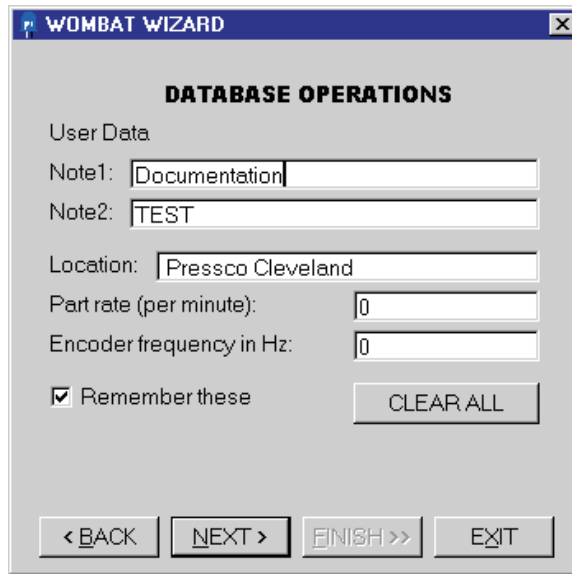 WOMBAT WIZARD
DATABASE OPERATIONS
User Data
Note1: Documentation
Note2: TEST
Location: Pressco Cleveland
Part rate (per minute): 0
Encoder frequency in Hz: 0
Remember these CLEAR ALL
< BACK NEXT > FINISH >> EXIT